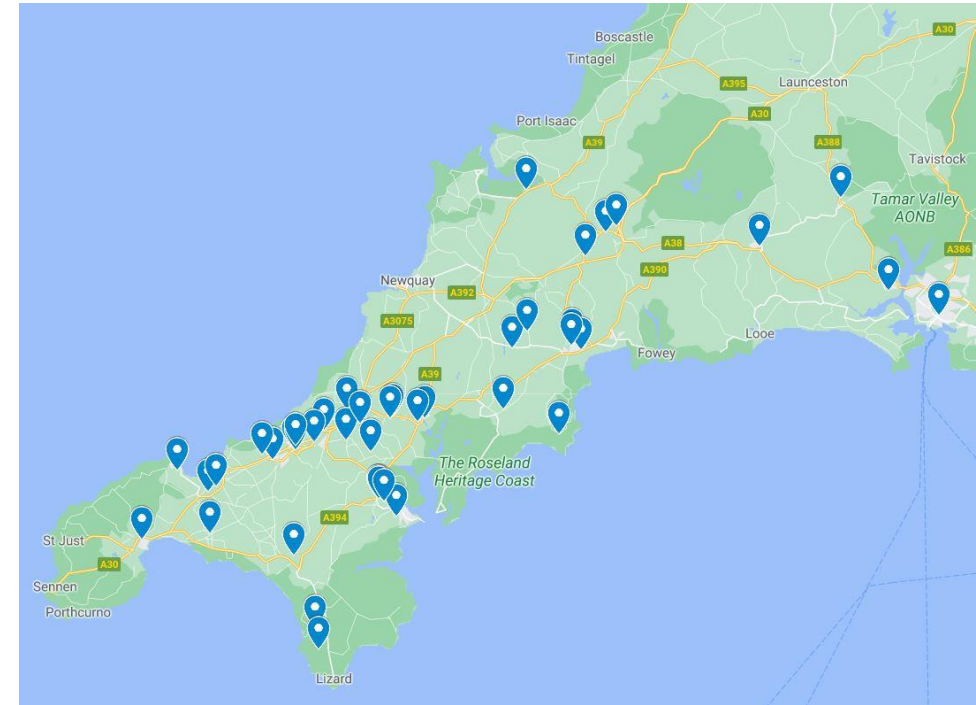 Boscastle
A30
Tintagel
A395
Launceston
A30
Port Isaac
A39
A388
Tavistock
Tamar Valley
AONB
A38
A386
A390
Newquay
A392
A3075
Looe
Fowey
A39
The Roseland
Heritage Coast
A394
St Just
A30
Sennen
Porthcurno
Lizard